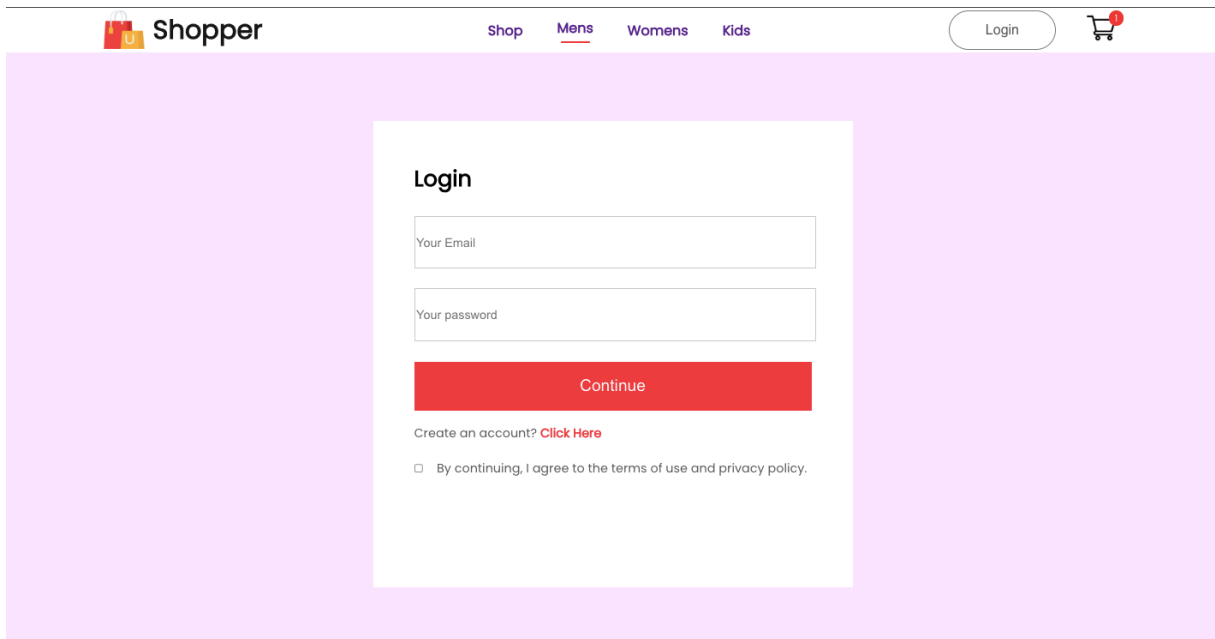 U
Shopper
Shop Mens Womens Kids
Login
1
Login
Your Email
Your password
Continue
Create an account? Click Here
By continuing, I agree to the terms of use and privacy policy.